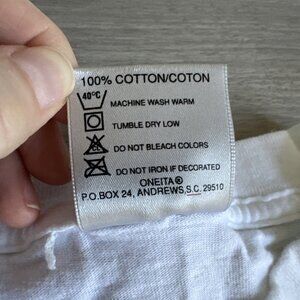 100% COTTON/COTON
40°C MACHINE WASH WARM
TUMBLE DRY LOW
DO NOT BLEACH COLORS
DO NOT IRON IF DECORATED
ONEITA®
P.O.BOX 24, ANDREWS,S.C. 29510